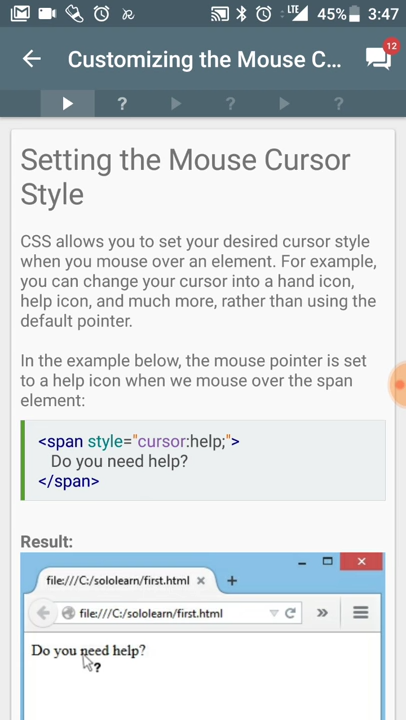 LTE 45% 3:47
Customizing the Mouse C... 12
? ? ?
Setting the Mouse Cursor
Style
CSS allows you to set your desired cursor style
when you mouse over an element. For example,
you can change your cursor into a hand icon,
help icon, and much more, rather than using the
default pointer.
In the example below, the mouse pointer is set
to a help icon when we mouse over the span
element:
<span style="cursor:help;">
Do you need help?
</span>
Result:
file:///C:/sololearn/first.html
file:///C:/sololearn/first.html
Do you need help?
?